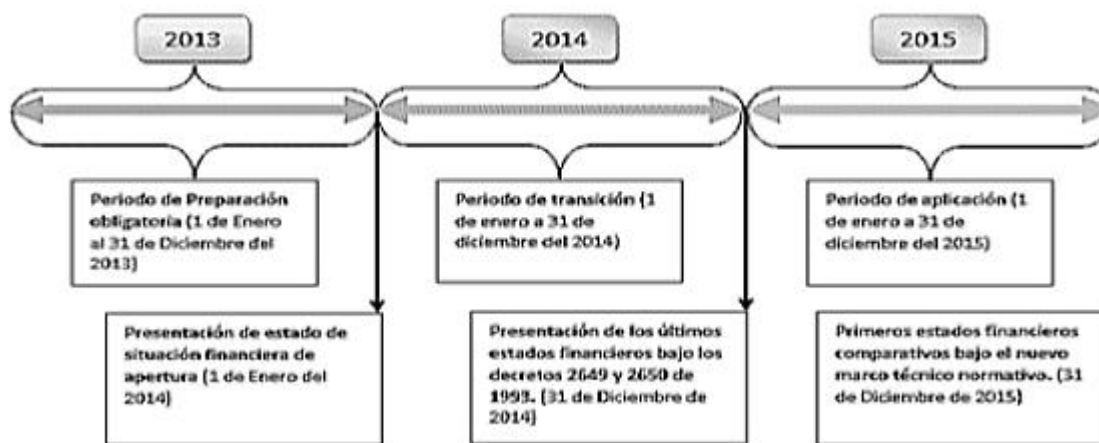 2013
2014
2015
Periodo de Preparación
obligatoria (1 de Enero
al 31 de Diciembre del
2013)
Periodo de transición (1
de enero a 31 de
diciembre del 2014)
Periodo de aplicación (1
de enero a 31 de
diciembre del 2015)
Presentación de estado de
situación financiera de
apertura (1 de Enero del
2014)
Presentación de los últimos
estados financieros bajo los
decretos 2649 y 2650 de
1993. (31 de Diciembre de
2014)
Primeros estados financieros
comparativos bajo el nuevo
marco técnico normativo. (31
de Diciembre de 2015)